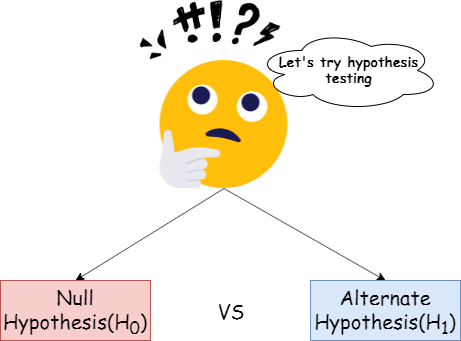 #!?
Let's try hypothesis
testing
Null
Hypothesis(H₀)
VS
Alternate
Hypothesis(H₁)